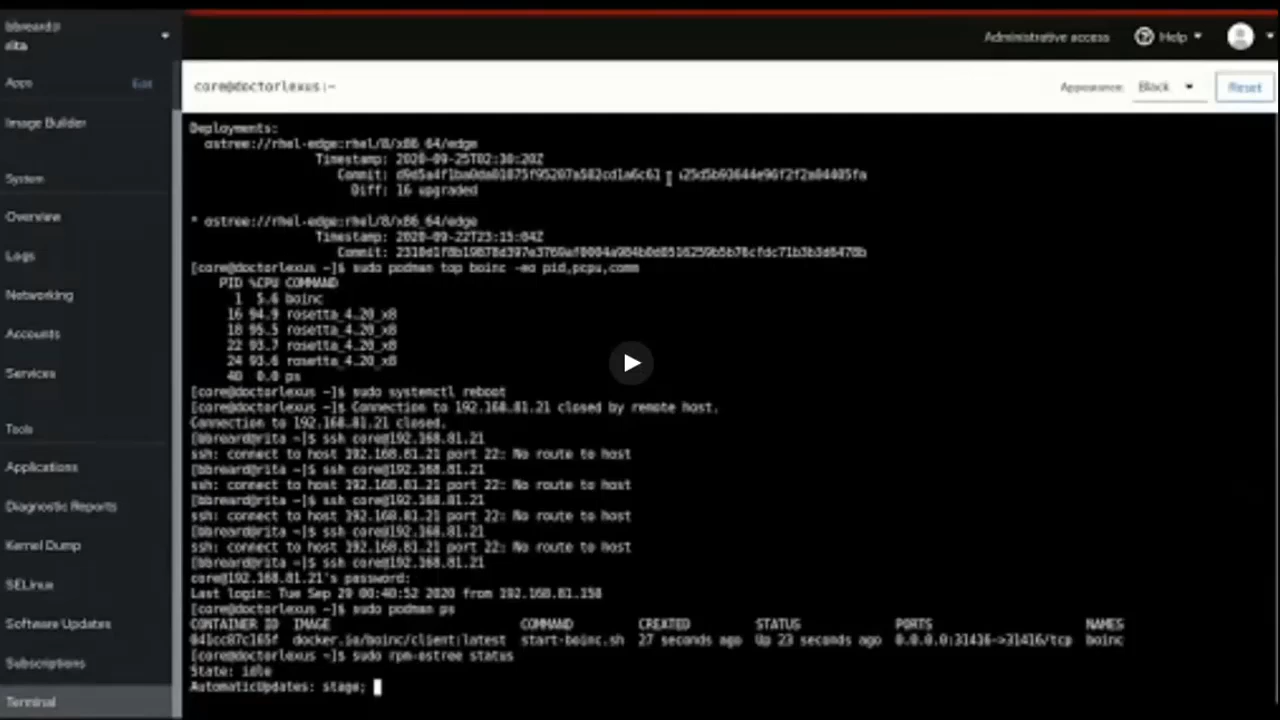 bbreard@
rita
Administrative access
Help
Apps
Edit
core@doctorlexus:~
Appearance:
Black
Reset
Image Builder
System
Overview
Logs
Networking
Accounts
Services
Tools
Applications
Diagnostic Reports
Kernel Dump
SELinux
Software Updates
Subscriptions
Terminal
Deployments:
ostree://rhel-edge:rhel/8/x86_64/edge
Timestamp: 2020-09-25T02:30:20Z
Commit:
Diff: 16 upgraded
* ostree://rhel-edge:rhel/8/x86_64/edge
Timestamp: 2020-09-22T23:15:04Z
Commit:
[core@doctorlexus ~]$ sudo podman top boinc -eo pid,pcpu,comm
PID %CPU COMMAND
1 5.6 boinc
16 94.9 rosetta_4.20_x8
18 95.5 rosetta_4.20_x8
22 93.7 rosetta_4.20_x8
24 93.6 rosetta_4.20_x8
40 0.0 ps
[core@doctorlexus ~]$ sudo systemctl reboot
[core@doctorlexus ~]$ Connection to 192.168.81.21 closed by remote host.
Connection to 192.168.81.21 closed.
[bbreard@rita ~]$ ssh core@192.168.81.21
ssh: connect to host 192.168.81.21 port 22: No route to host
[bbreard@rita ~]$ ssh core@192.168.81.21
ssh: connect to host 192.168.81.21 port 22: No route to host
[bbreard@rita ~]$ ssh core@192.168.81.21
ssh: connect to host 192.168.81.21 port 22: No route to host
[bbreard@rita ~]$ ssh core@192.168.81.21
ssh: connect to host 192.168.81.21 port 22: No route to host
[bbreard@rita ~]$ ssh core@192.168.81.21
core@192.168.81.21's password:
Last login: Tue Sep 29 00:40:52 2020 from 192.168.81.150
[core@doctorlexus ~]$ sudo podman ps
CONTAINER ID IMAGE COMMAND CREATED STATUS PORTS NAMES
041cc87c165f docker.io/boinc/client:latest start-boinc.sh 27 seconds ago Up 23 seconds ago 0.0.0.0:31416->31416/tcp boinc
[core@doctorlexus ~]$ sudo rpm-ostree status
State: idle
AutomaticUpdates: stage;